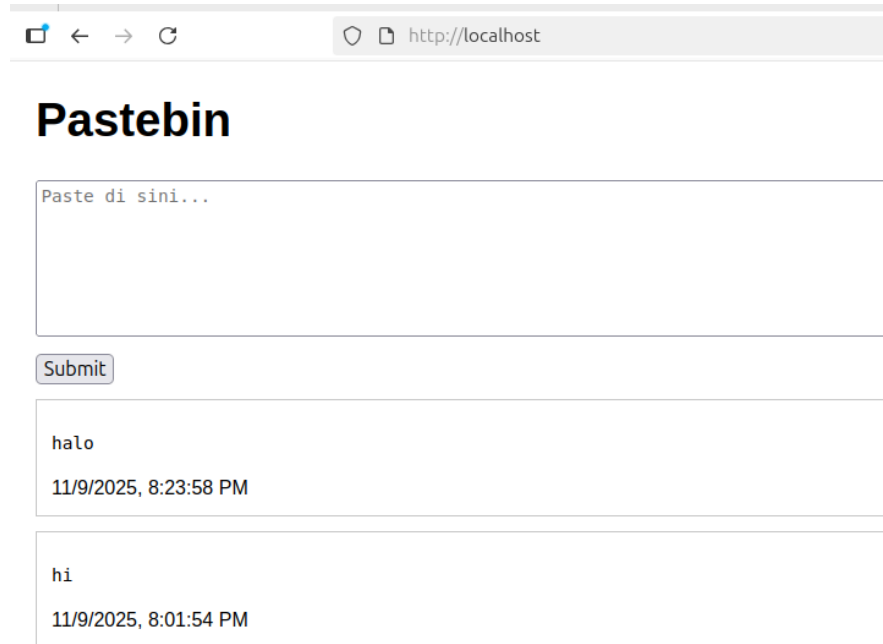 http://localhost
Pastebin
Paste di sini...
Submit
halo
11/9/2025, 8:23:58 PM
hi
11/9/2025, 8:01:54 PM